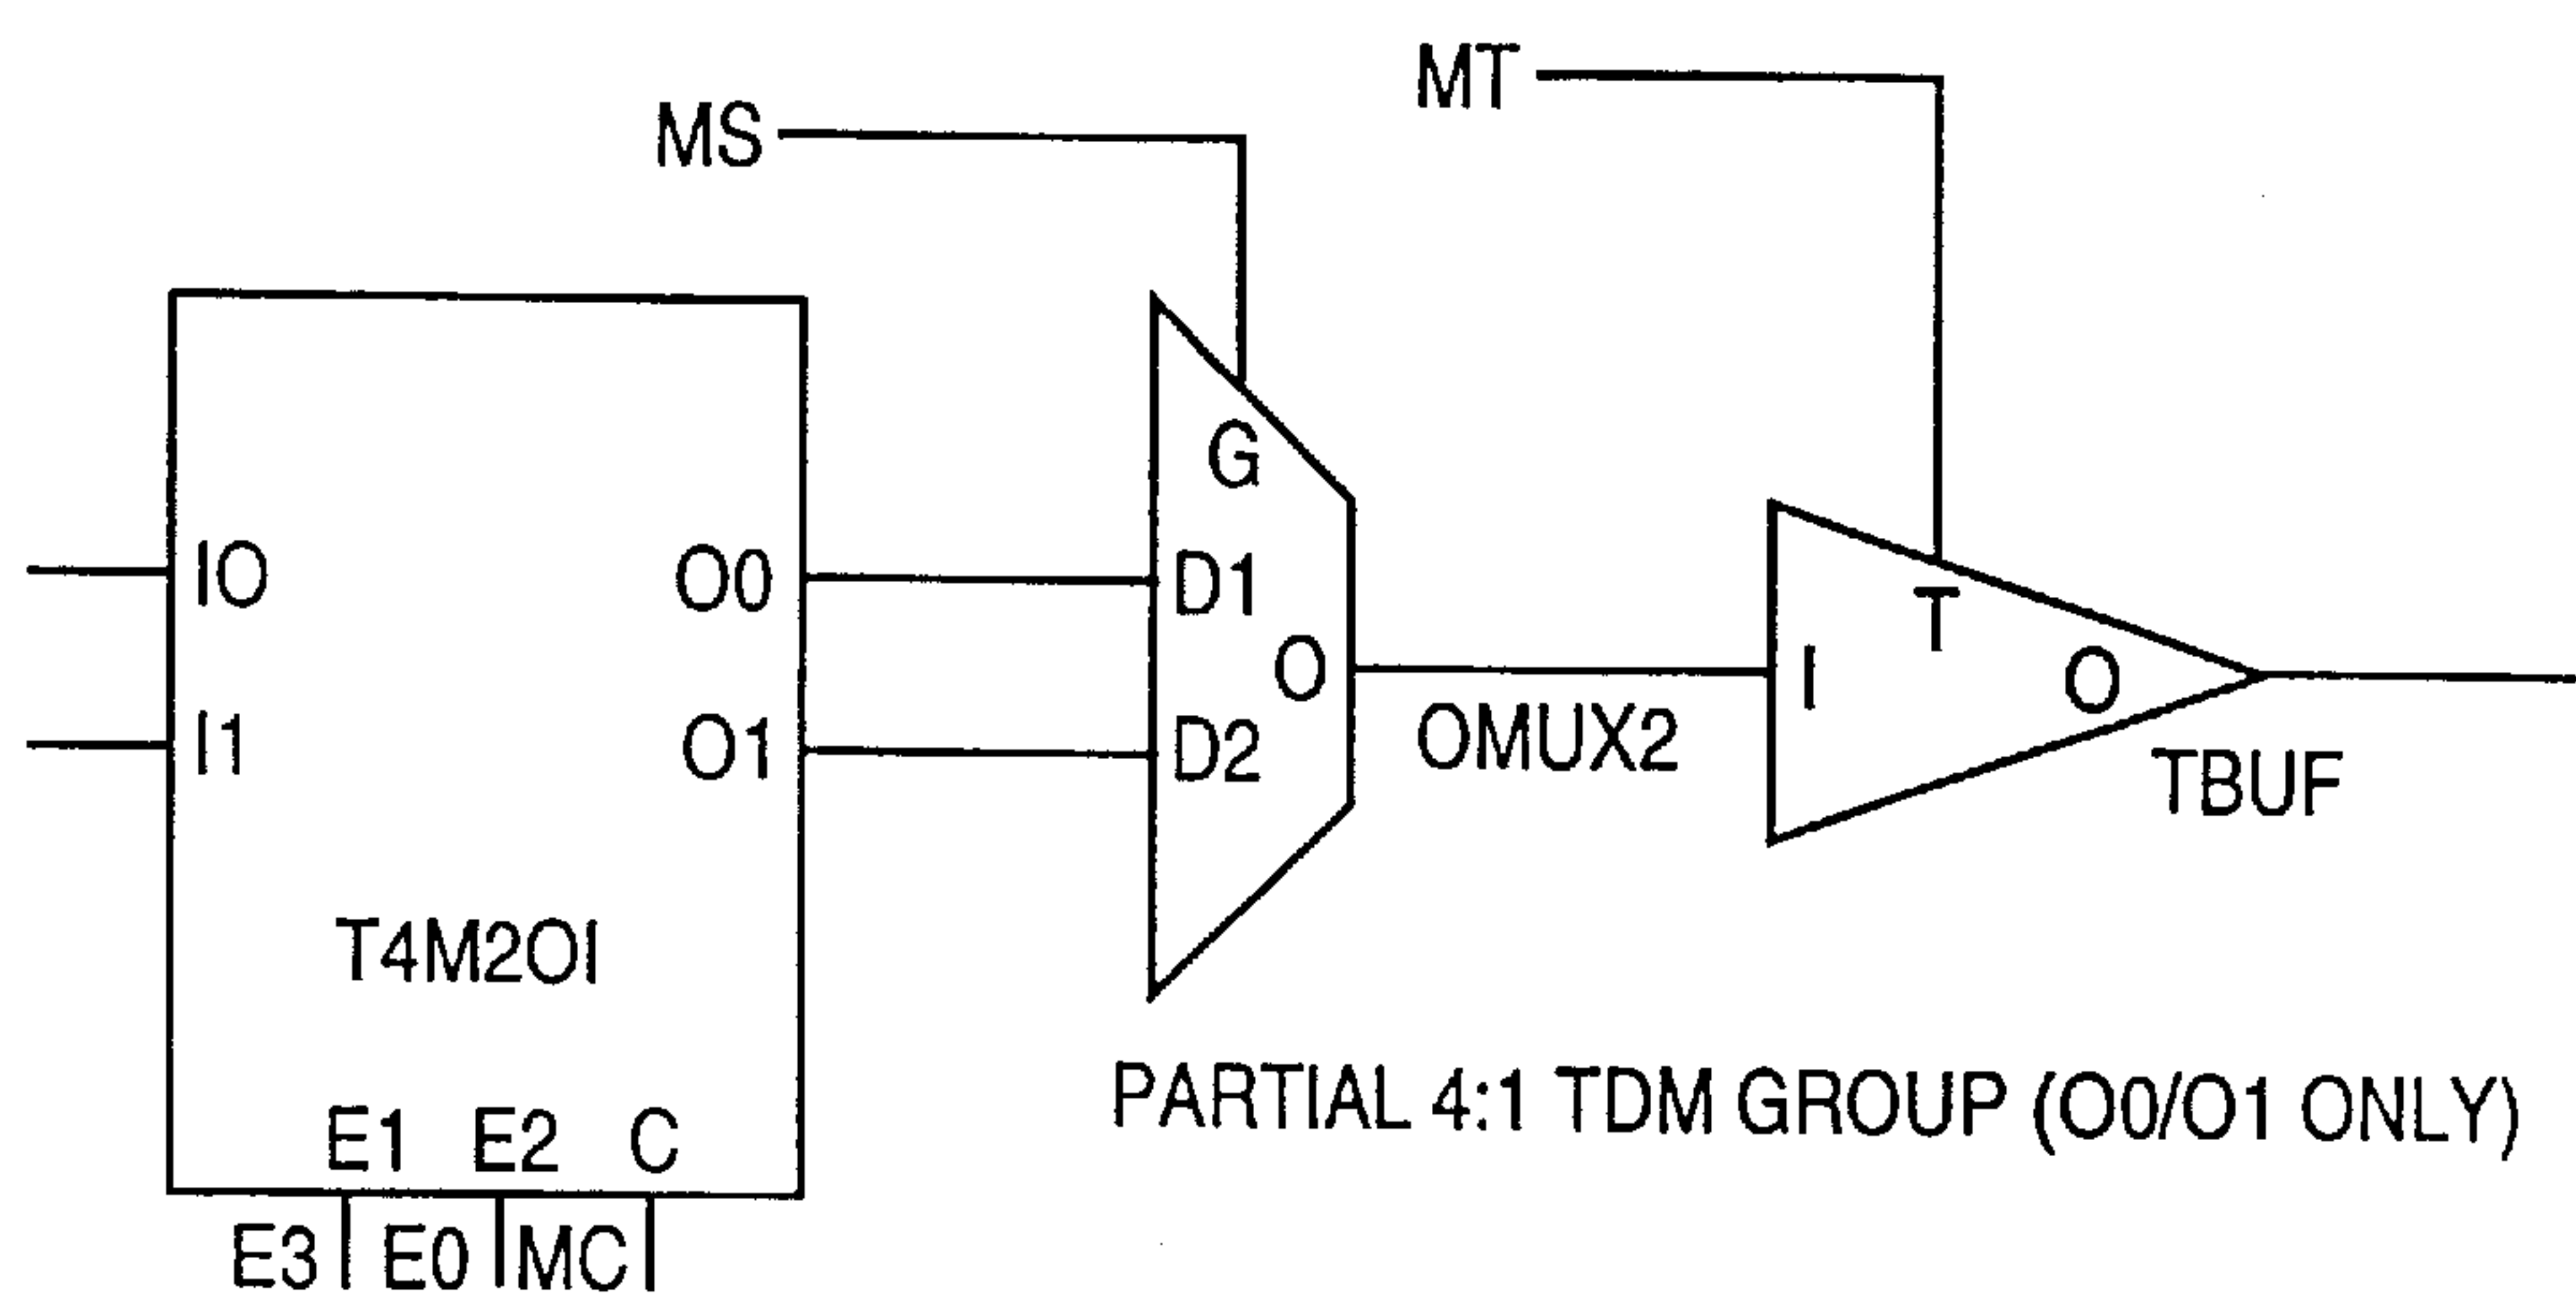 MT
MS
G
IO O0 D1
T
O I O
I1 O1 D2
OMUX2
TBUF
T4M2OI
PARTIAL 4:1 TDM GROUP (O0/O1 ONLY)
E1 E2 C
E3 E0 MC